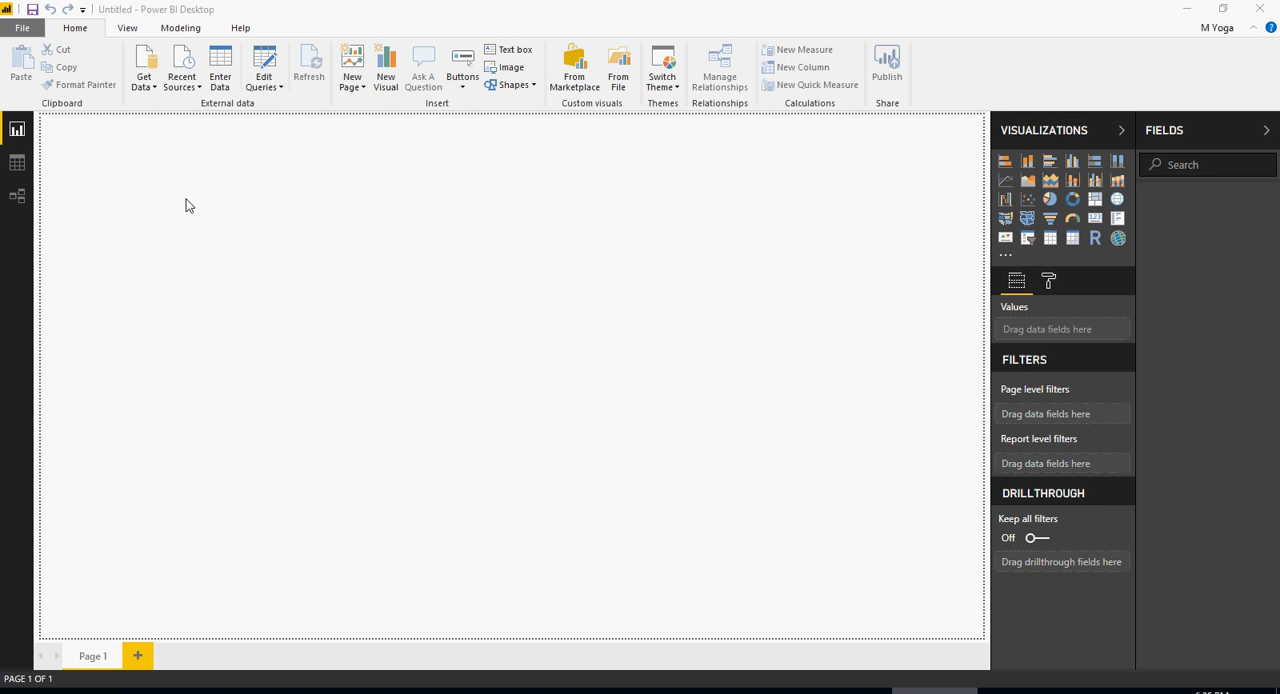 Untitled - Power BI Desktop
File Home View Modeling Help M Yoga
Paste
Cut
Copy
Format Painter
Clipboard
Get Data
Recent Sources
Enter Data
Edit Queries
Refresh
External data
New Page
New Visual
Ask A Question
Buttons
Text box
Image
Shapes
Insert
From Marketplace
From File
Custom visuals
Switch Theme
Themes
Manage Relationships
Relationships
New Measure
New Column
New Quick Measure
Calculations
Publish
Share
VISUALIZATIONS
FIELDS
Search
123
R
Values
Drag data fields here
FILTERS
Page level filters
Drag data fields here
Report level filters
Drag data fields here
DRILLTHROUGH
Keep all filters
Off
Drag drillthrough fields here
Page 1
PAGE 1 OF 1